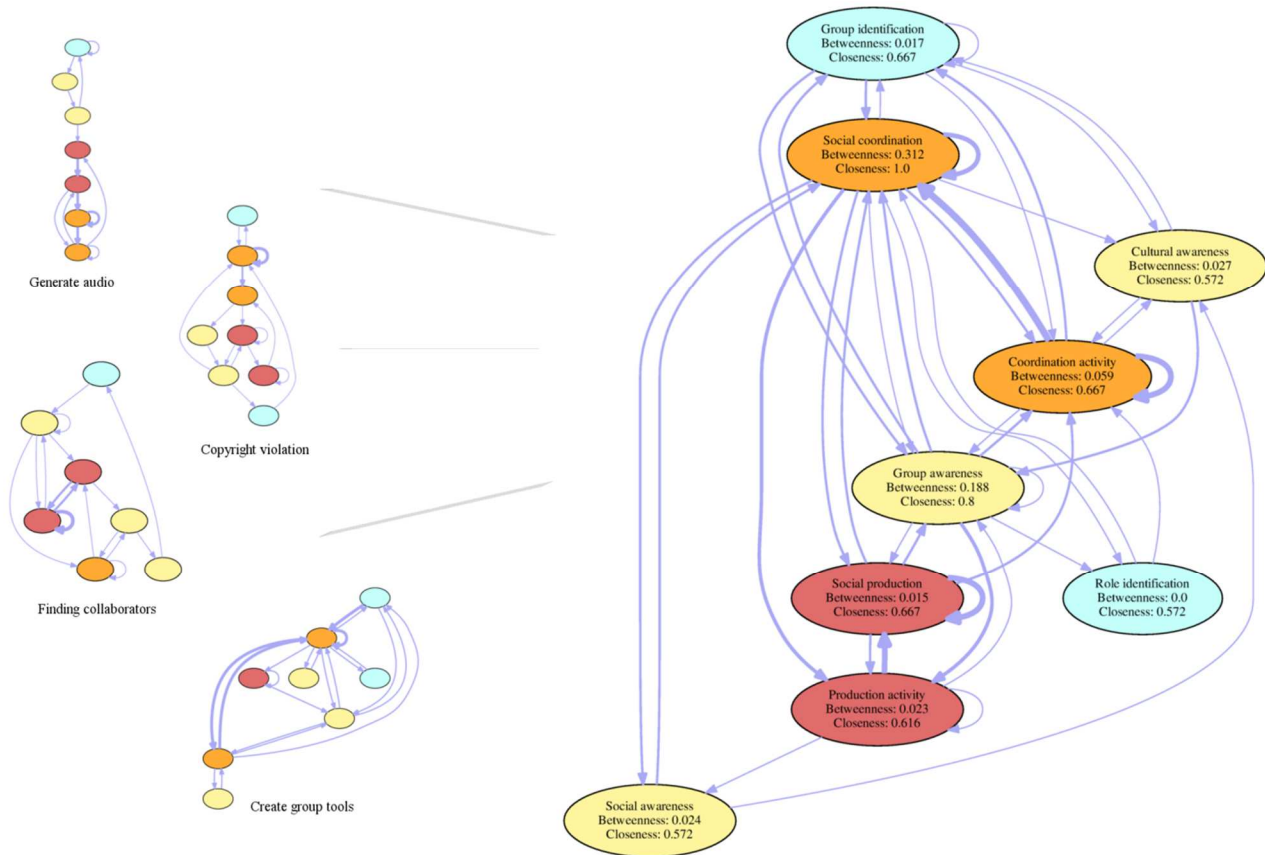 Generate audio
Copyright violation
Finding collaborators
Create group tools
Group identification
Betweenness: 0.017
Closeness: 0.667
Social coordination
Betweenness: 0.312
Closeness: 1.0
Cultural awareness
Betweenness: 0.027
Closeness: 0.572
Coordination activity
Betweenness: 0.059
Closeness: 0.667
Group awareness
Betweenness: 0.188
Closeness: 0.8
Social production
Betweenness: 0.015
Closeness: 0.667
Role identification
Betweenness: 0.0
Closeness: 0.572
Production activity
Betweenness: 0.023
Closeness: 0.616
Social awareness
Betweenness: 0.024
Closeness: 0.572